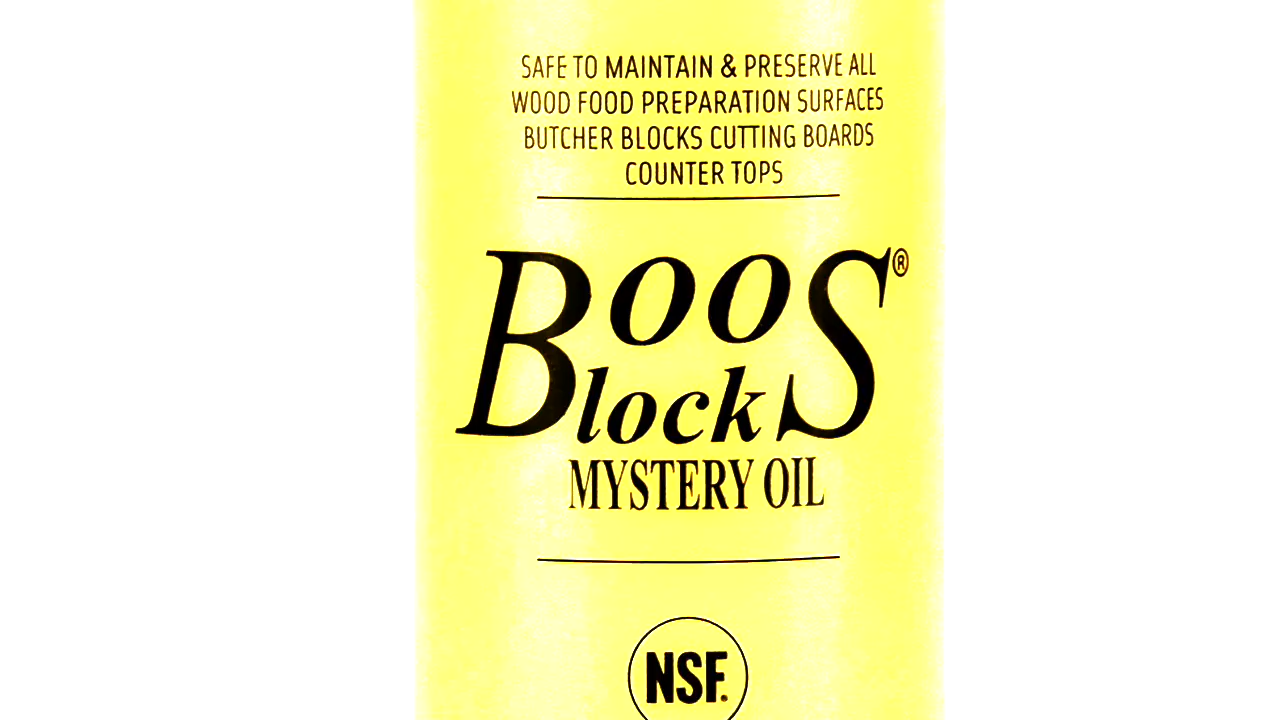 SAFE TO MAINTAIN & PRESERVE ALL
WOOD FOOD PREPARATION SURFACES
BUTCHER BLOCKS CUTTING BOARDS
COUNTER TOPS
BOOS®
Block
MYSTERY OIL
NSF.